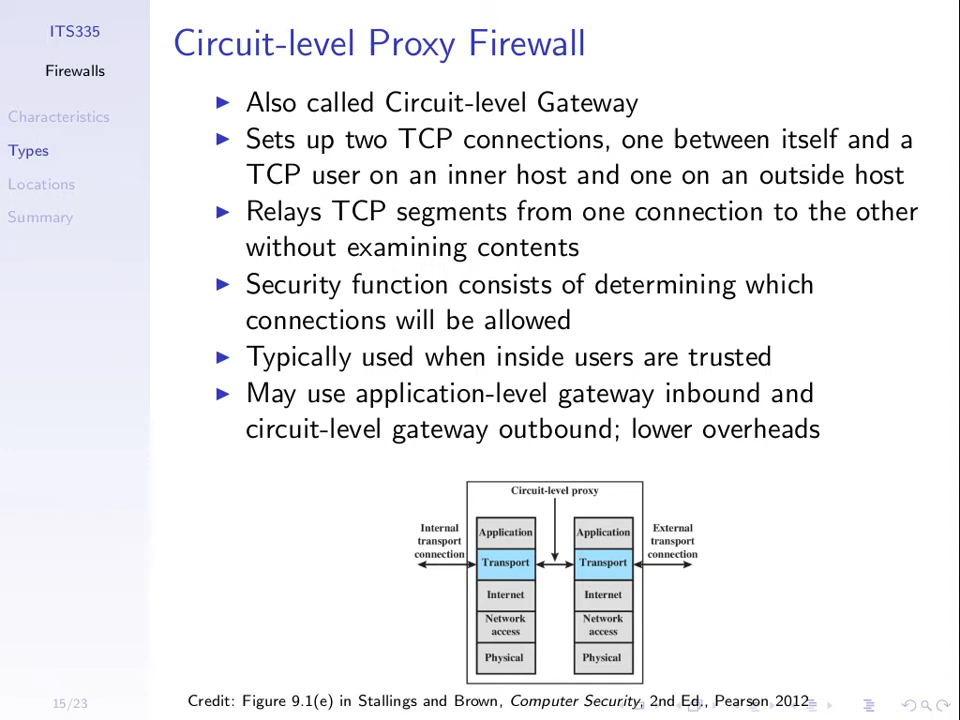 ITS335
Firewalls
Characteristics
Types
Locations
Summary
Circuit-level Proxy Firewall
Also called Circuit-level Gateway
Sets up two TCP connections, one between itself and a
TCP user on an inner host and one on an outside host
Relays TCP segments from one connection to the other
without examining contents
Security function consists of determining which
connections will be allowed
Typically used when inside users are trusted
May use application-level gateway inbound and
circuit-level gateway outbound; lower overheads
Circuit-level proxy
Internal
transport
connection
Application
Transport
Internet
Network
access
Physical
Application
Transport
Internet
Network
access
Physical
External
transport
connection
Credit: Figure 9.1(e) in Stallings and Brown, Computer Security, 2nd Ed., Pearson 2012
15/23